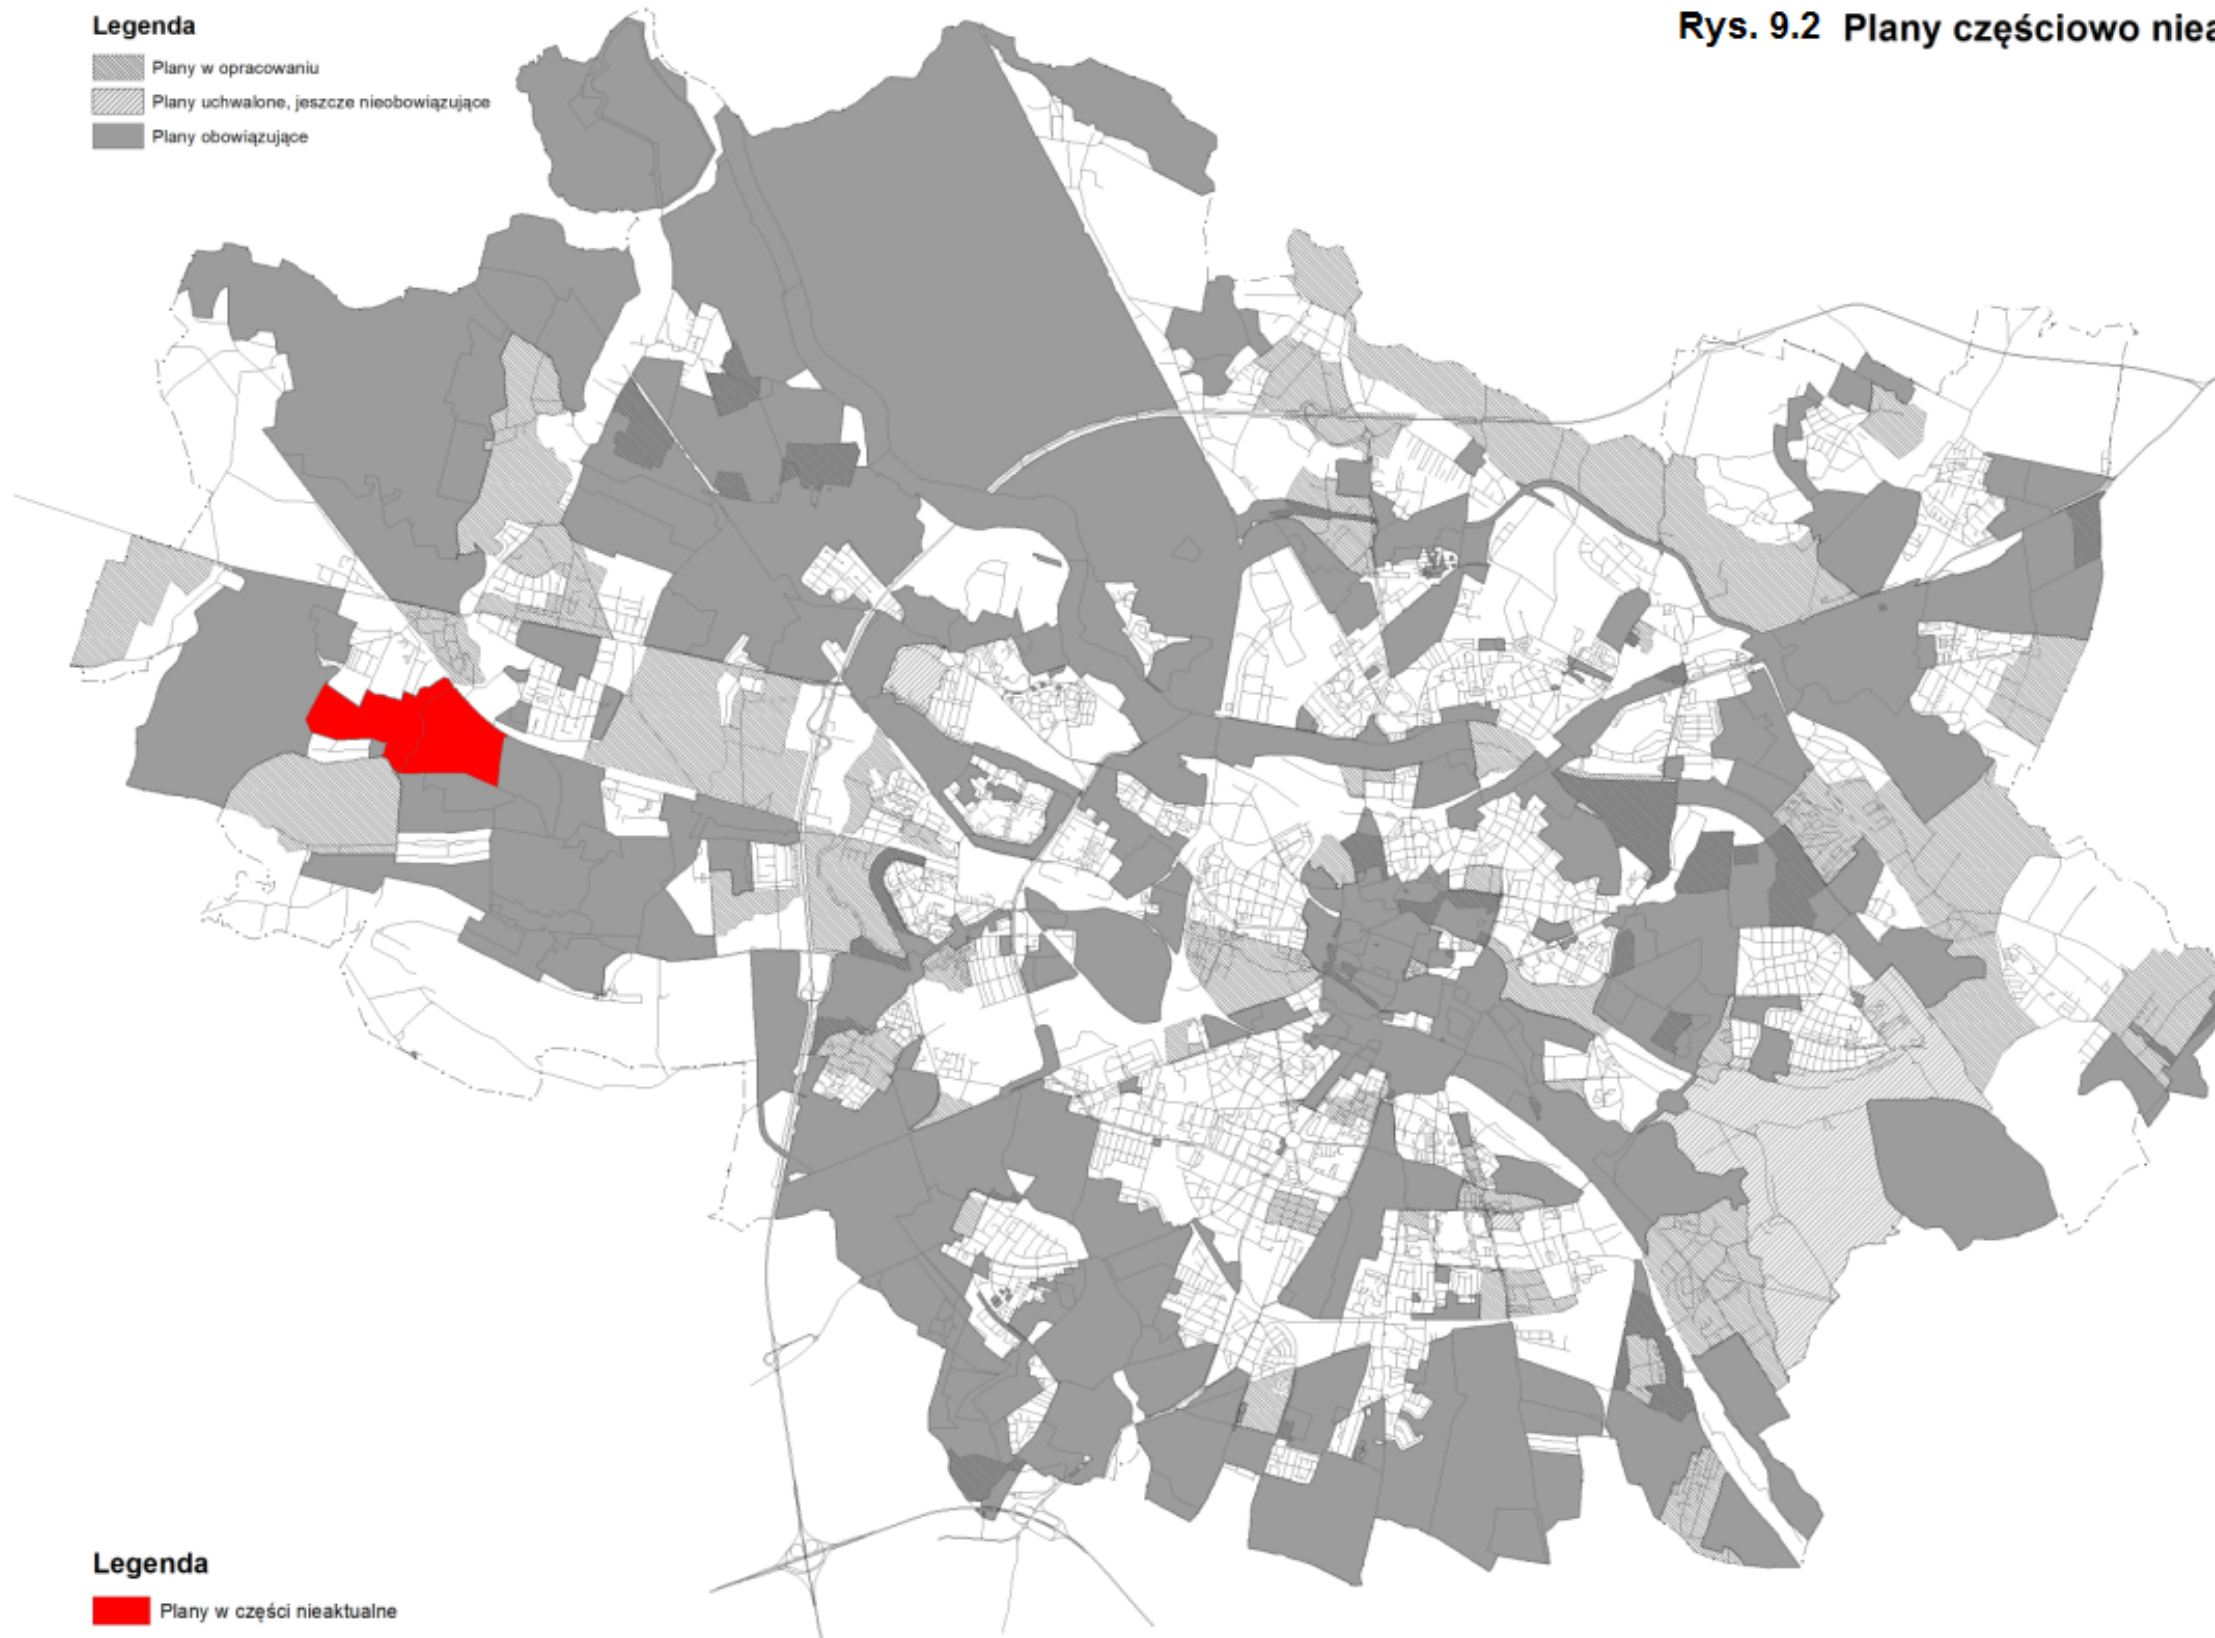 Legenda
Plany w opracowaniu
Plany uchwalone, jeszcze nieobowiązujące
Plany obowiązujące
Rys. 9.2 Plany częściowo niea
Legenda
Plany w części nieaktualne